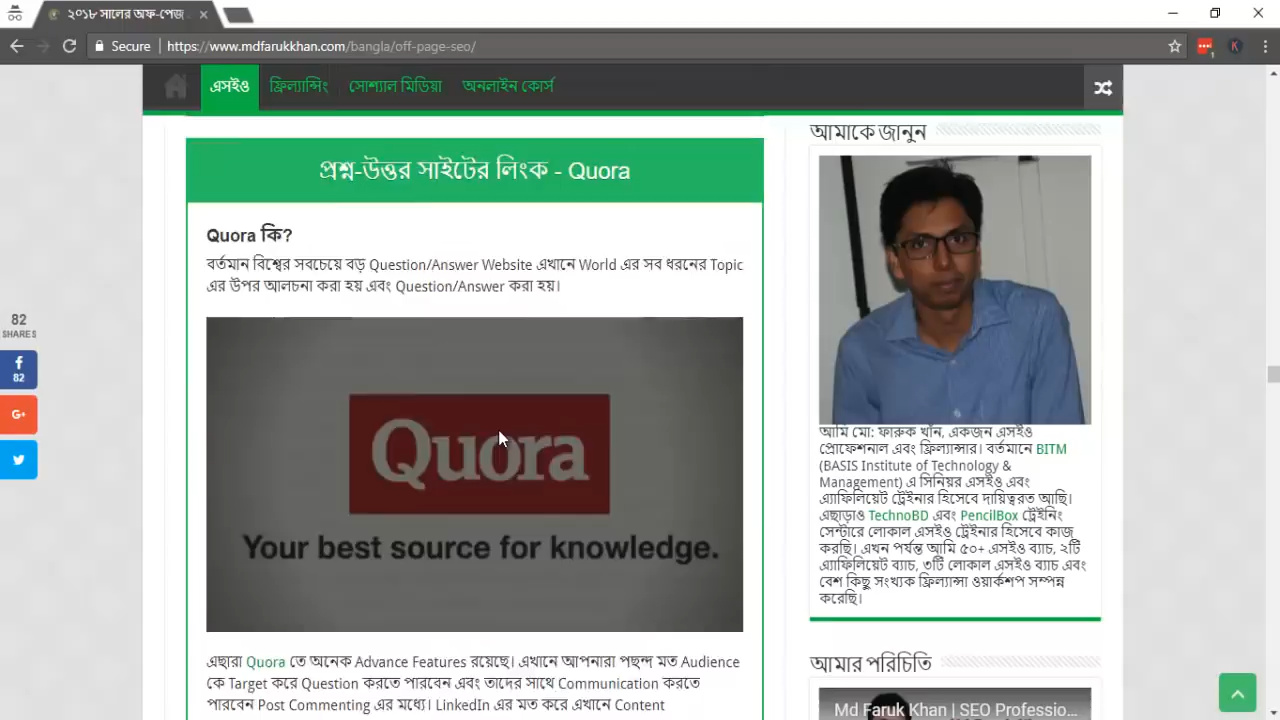 ২০১৮ সালের অফ-পেজ
Secure
https://www.mdfarukkhan.com/bangla/off-page-seo/
এসইও ফ্রিল্যান্সিং সোশ্যাল মিডিয়া অনলাইন কোর্স
প্রশ্ন-উত্তর সাইটের লিংক - Quora
Quora কি?
বর্তমান বিশ্বের সবচেয়ে বড় Question/Answer Website এখানে World এর সব ধরনের Topic
এর উপর আলচনা করা হয় এবং Question/Answer করা হয়।
Quora
Your best source for knowledge.
এছারা Quora তে অনেক Advance Features রয়েছে। এখানে আপনারা পছন্দ মত Audience
কে Target করে Question করতে পারবেন এবং তাদের সাথে Communication করতে
পারবেন Post Commenting এর মধ্যে। LinkedIn এর মত করে এখানে Content
82
SHARES
82
G+
আমাকে জানুন
আমি মো: ফারুক খাঁন, একজন এসইও
প্রোফেশনাল এবং ফ্রিল্যান্সার। বর্তমানে BITM
(BASIS Institute of Technology &
Management) এ সিনিয়র এসইও এবং
এ্যাফিলিয়েট ট্রেইনার হিসেবে দায়িত্বরত আছি।
এছাড়াও TechnoBD এবং PencilBox ট্রেইনিং
সেন্টারে লোকাল এসইও ট্রেইনার হিসেবে কাজ
করছি। এখন পর্যন্ত আমি ৫০+ এসইও ব্যাচ, ২টি
এ্যাফিলিয়েট ব্যাচ, ৩টি লোকাল এসইও ব্যাচ এবং
বেশ কিছু সংখ্যক ফ্রিল্যান্সা ওয়ার্কশপ সম্পন্ন
করেছি।
আমার পরিচিতি
Md Faruk Khan | SEO Professio...